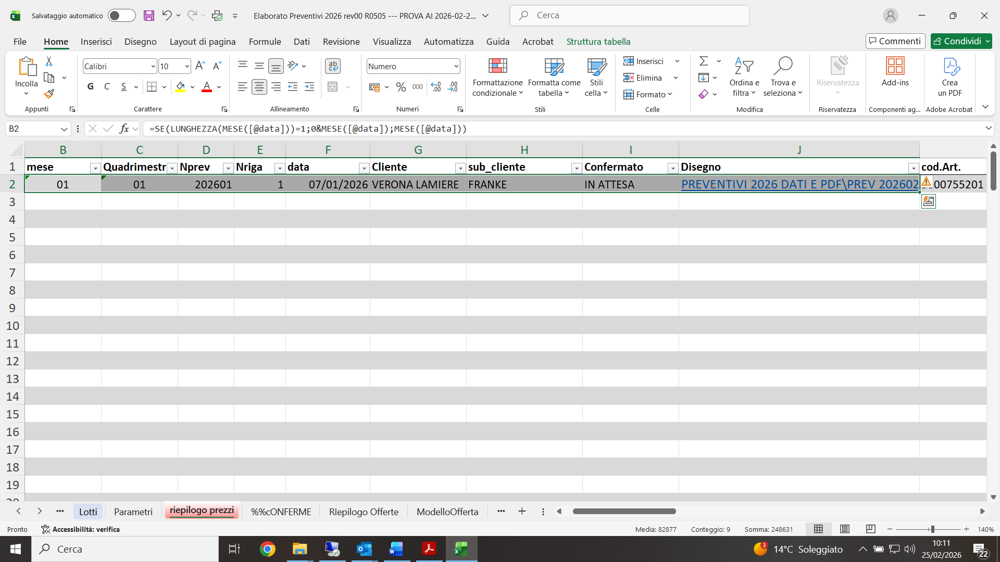 Salvataggio automatico
Elaborato Preventivi 2026 rev00 R0505 --- PROVA AI 2026-02-2...
Cerca
File Home Inserisci Disegno Layout di pagina Formule Dati Revisione Visualizza Automatizza Guida Acrobat Struttura tabella
Commenti Condividi
Incolla
Appunti
Calibri 10
G C S
Carattere
ab
Allineamento
Numero
% 000
Numeri
Formattazione condizionale
Formatta come tabella
Stili cella
Stili
Inserisci
Elimina
Formato
Celle
Ordina e filtra
Trova e seleziona
Modifica
Riservatezza
Riservatezza
Add-ins
Componenti ag...
Crea un PDF
Adobe Acrobat
B2 fx =SE(LUNGHEZZA(MESE([@data]))=1;0&MESE([@data]);MESE([@data]))
B C D E F G H I J
1 mese Quadrimestr Nprev Nriga data Cliente sub_cliente Confermato Disegno cod.Art.
2 01 01 202601 1 07/01/2026 VERONA LAMIERE FRANKE IN ATTESA PREVENTIVI 2026 DATI E PDF\PREV 202602 00755201
3
4
5
6
7
8
9
10
11
12
13
14
15
16
17
18
19
Lotti Parametri riepilogo prezzi %%cONFERME RIepilogo Offerte ModelloOfferta
Pronto Accessibilità: verifica Media: 82877 Conteggio: 9 Somma: 248631 140%
Cerca
3 14°C Soleggiato
10:11
25/02/2026
22